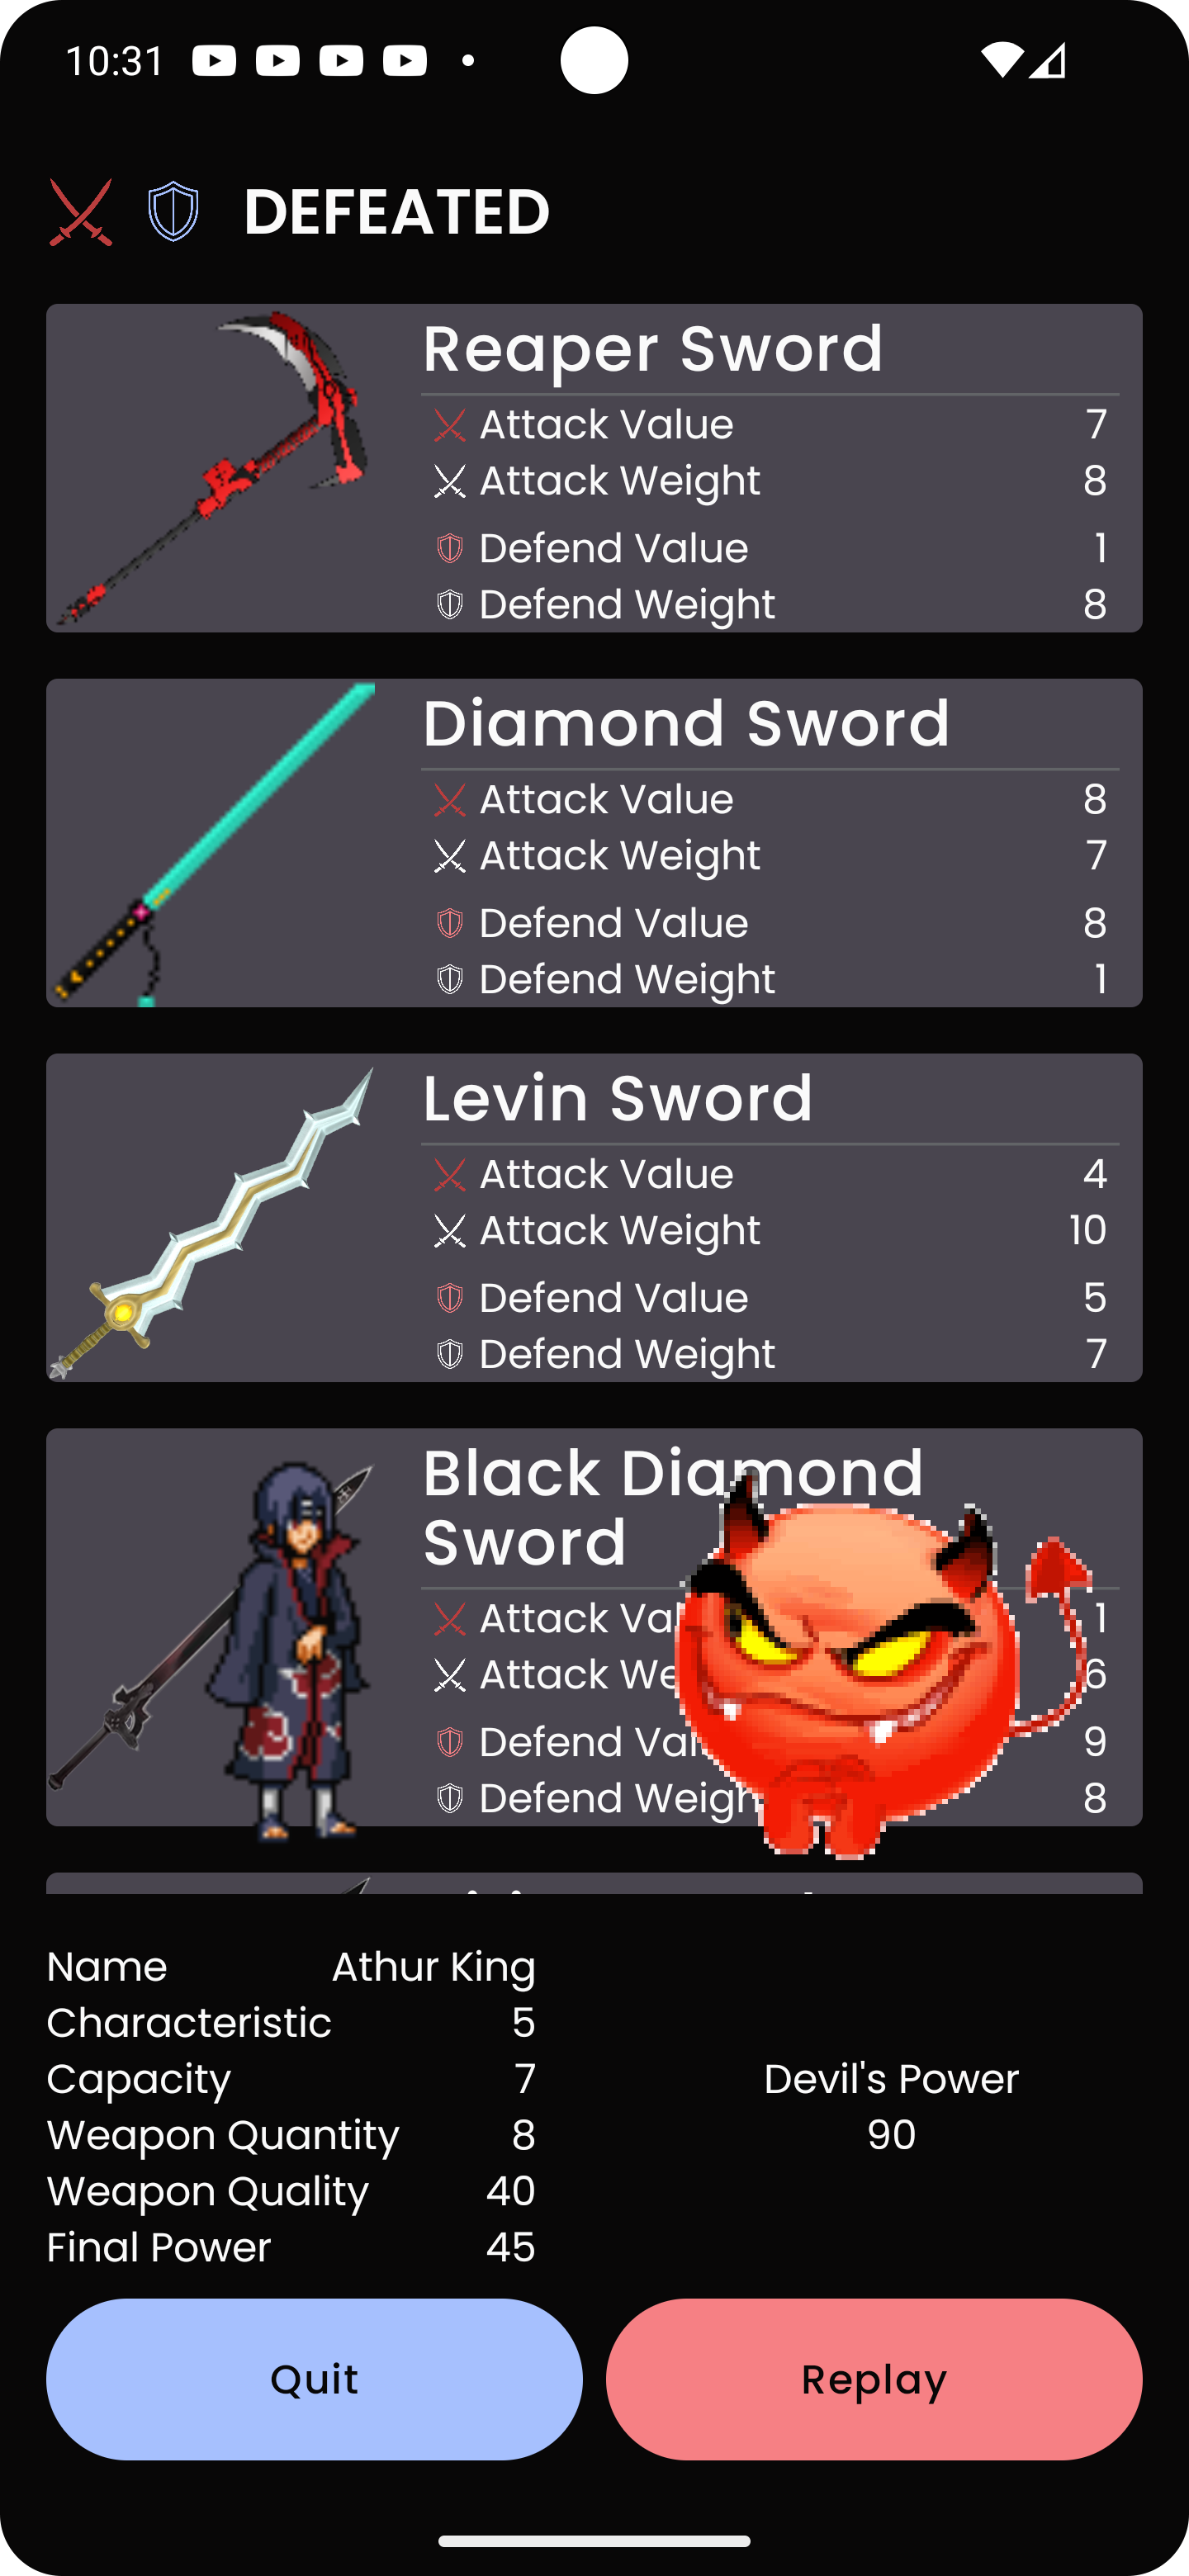 10:31
DEFEATED
Reaper Sword
Attack Value 7
Attack Weight 8
Defend Value 1
Defend Weight 8
Diamond Sword
Attack Value 8
Attack Weight 7
Defend Value 8
Defend Weight 1
Levin Sword
Attack Value 4
Attack Weight 10
Defend Value 5
Defend Weight 7
Black Diamond
Sword
Attack Val 1
Attack We 6
Defend Val 9
Defend Weigh 8
Name Athur King
Characteristic 5
Capacity 7
Devil's Power
Weapon Quantity 8
90
Weapon Quality 40
Final Power 45
Quit
Replay